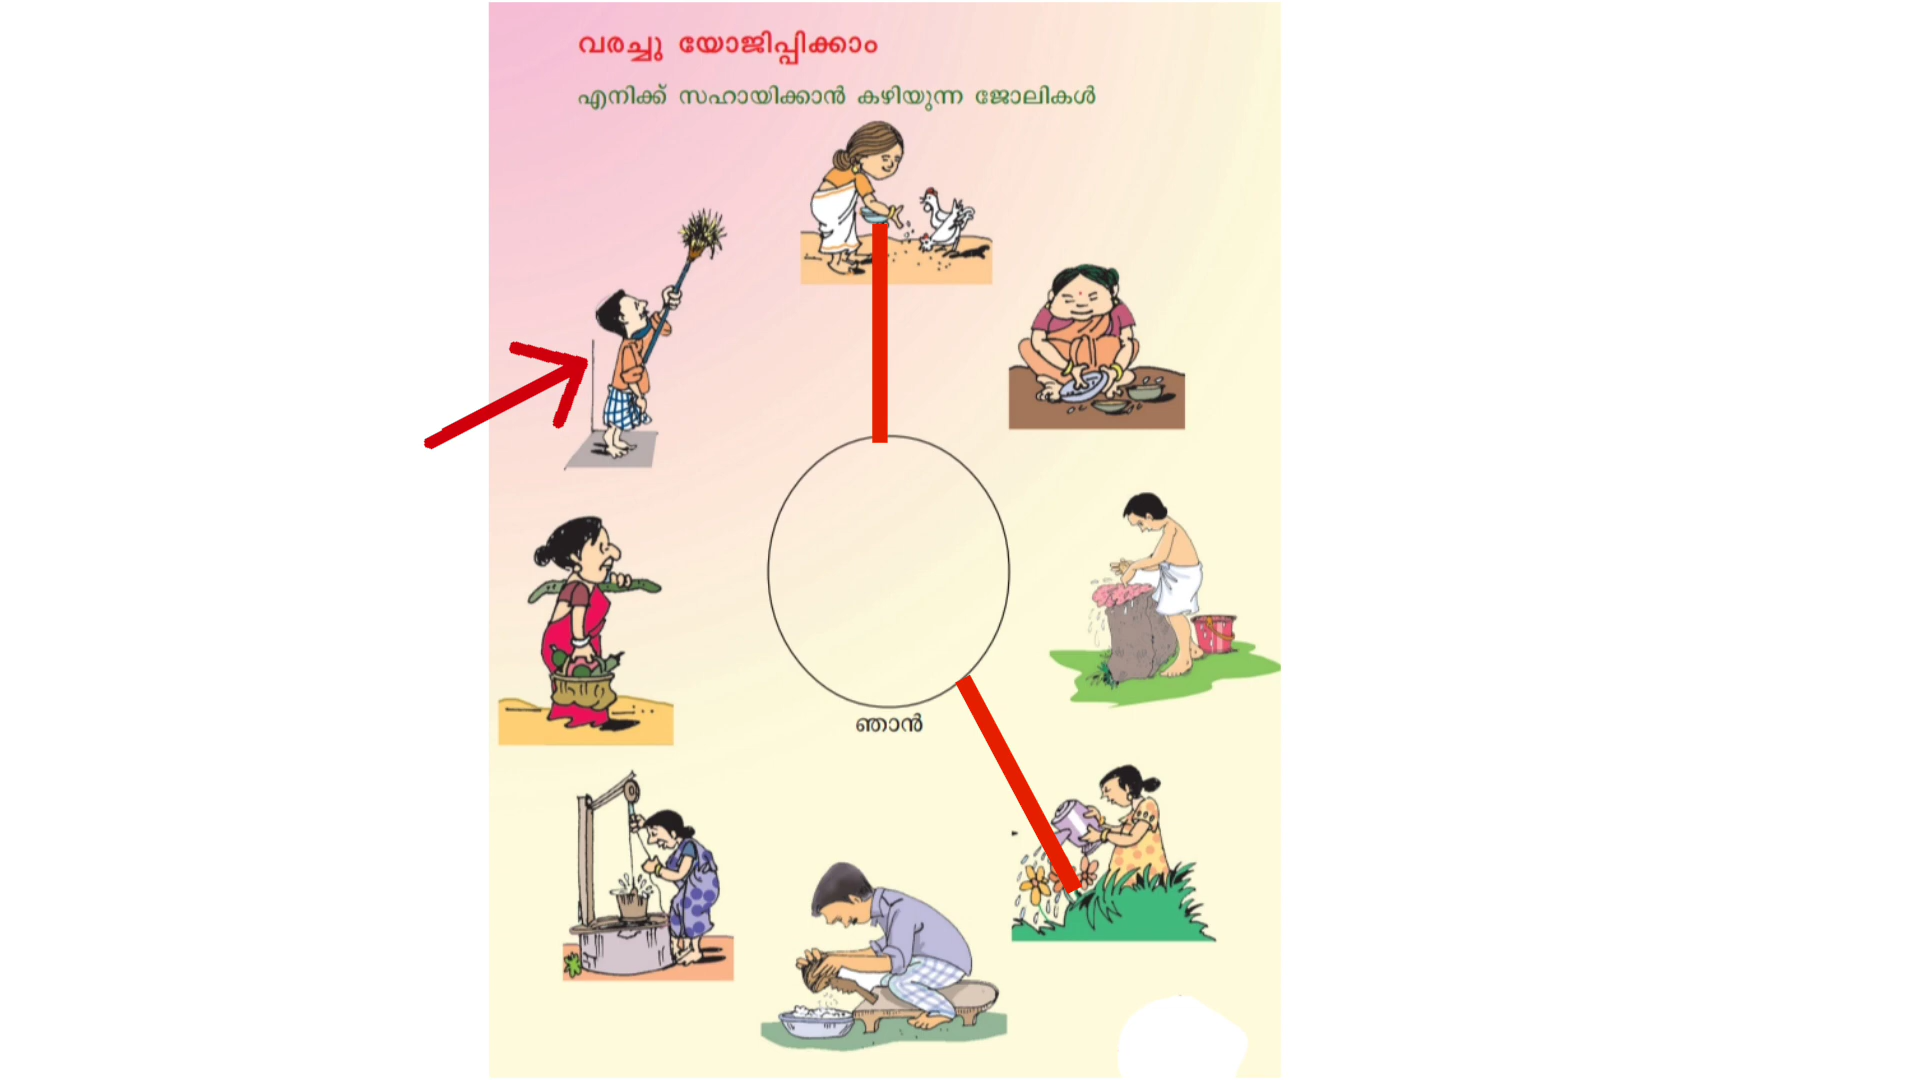 വരച്ചു യോജിപ്പിക്കാം
എനിക്ക് സഹായിക്കാൻ കഴിയുന്ന ജോലികൾ
ഞാൻ